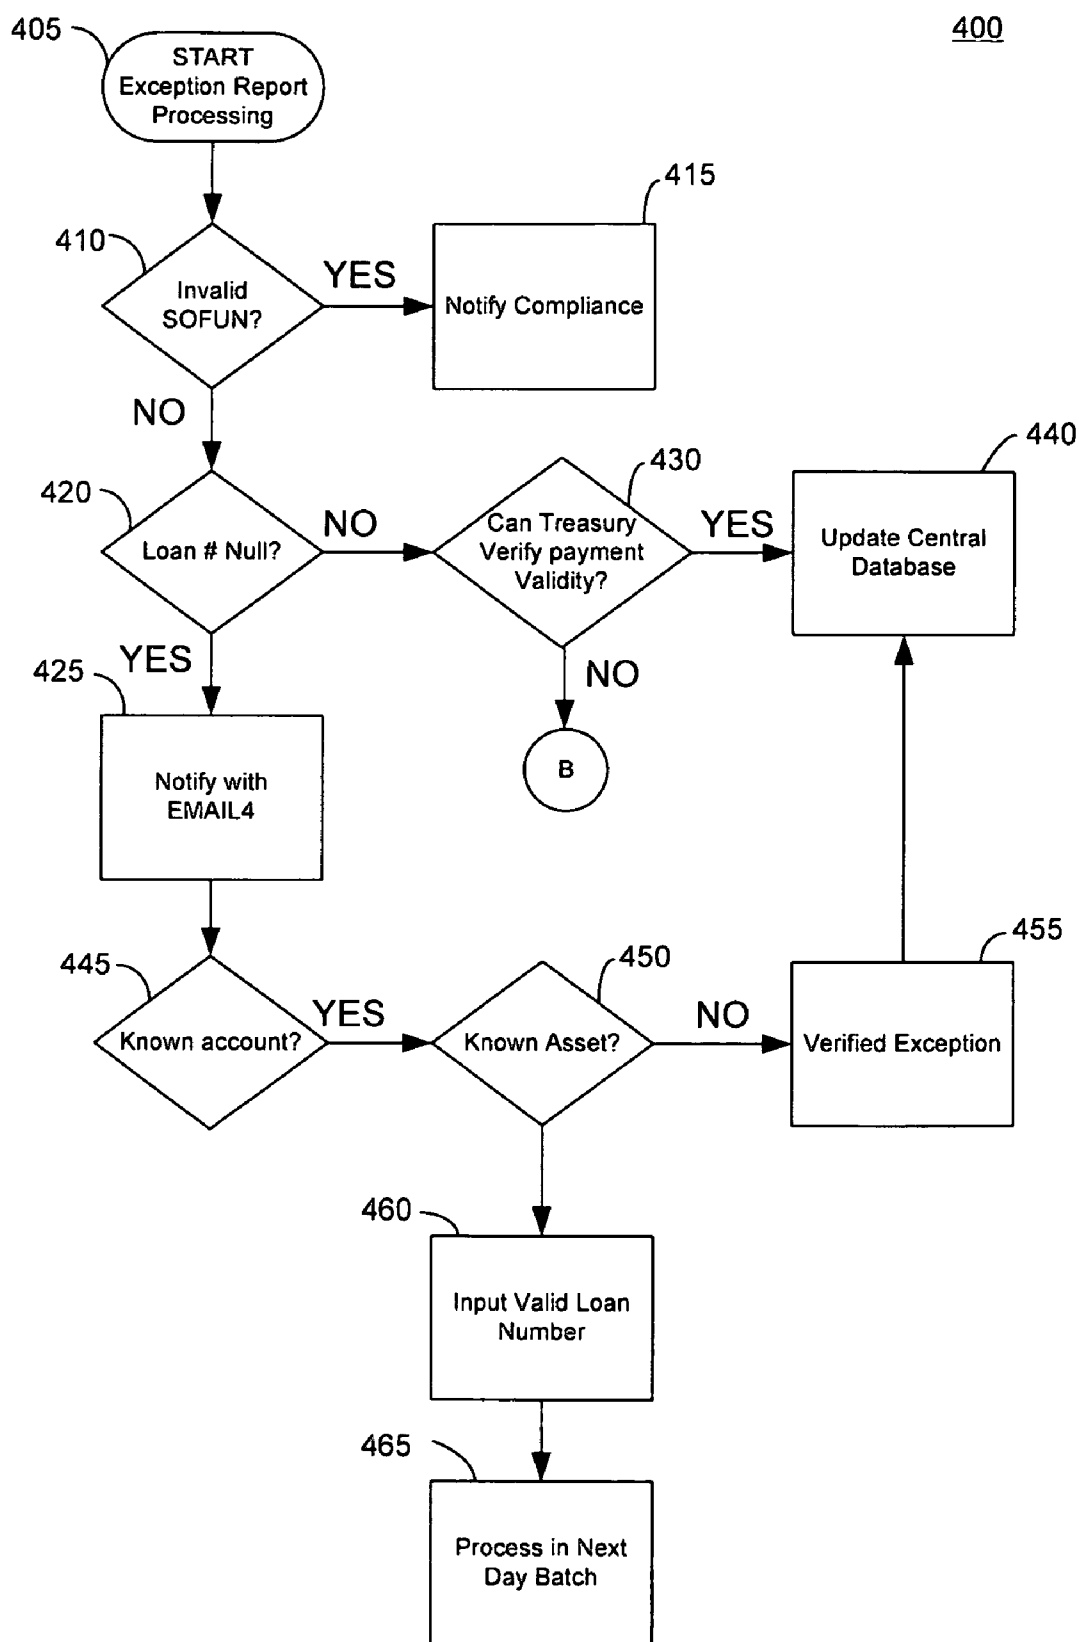 405
400
START
Exception Report
Processing
415
410
YES
Invalid
SOFUN?
Notify Compliance
NO
440
430
420
NO
Can Treasury
Verify payment
Validity?
YES
Loan # Null?
Update Central
Database
YES
NO
425
B
Notify with
EMAIL4
455
450
445
YES
NO
Known account?
Known Asset?
Verified Exception
460
Input Valid Loan
Number
465
Process in Next
Day Batch